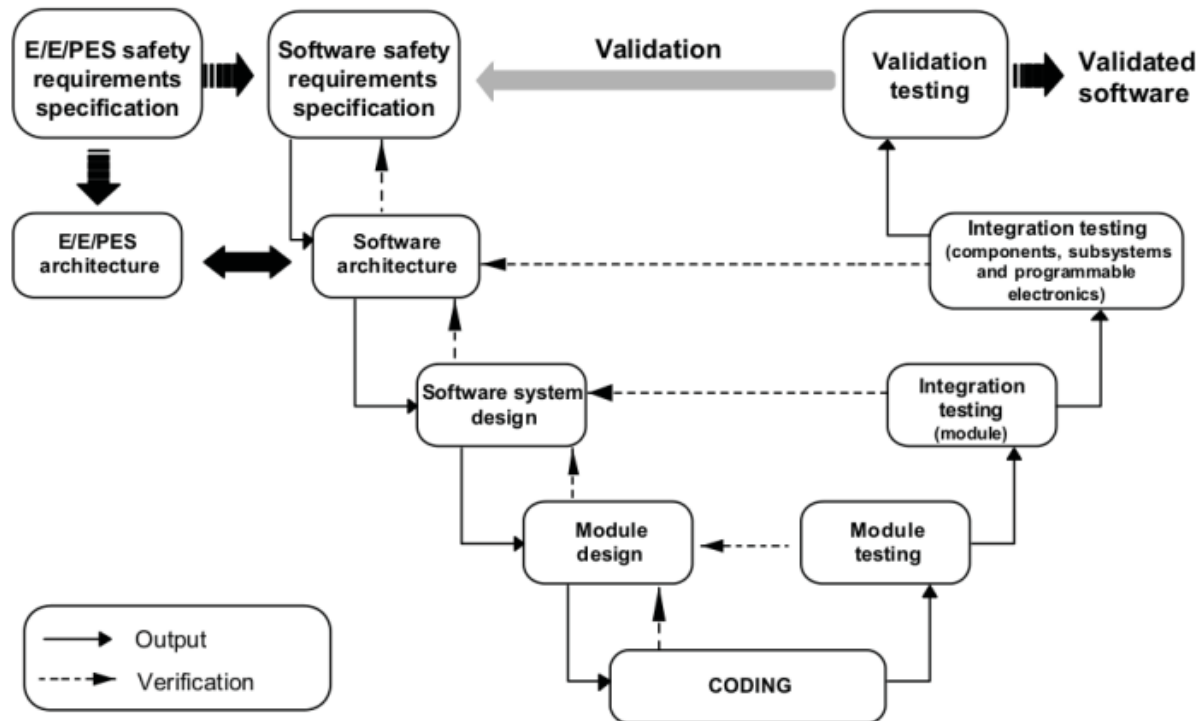 E/E/PES safety
requirements
specification
Software safety
requirements
specification
Validation
Validation
testing
Validated
software
E/E/PES
architecture
Software
architecture
Integration testing
(components, subsystems
and programmable
electronics)
Software system
design
Integration
testing
(module)
Module
design
Module
testing
Output
Verification
CODING